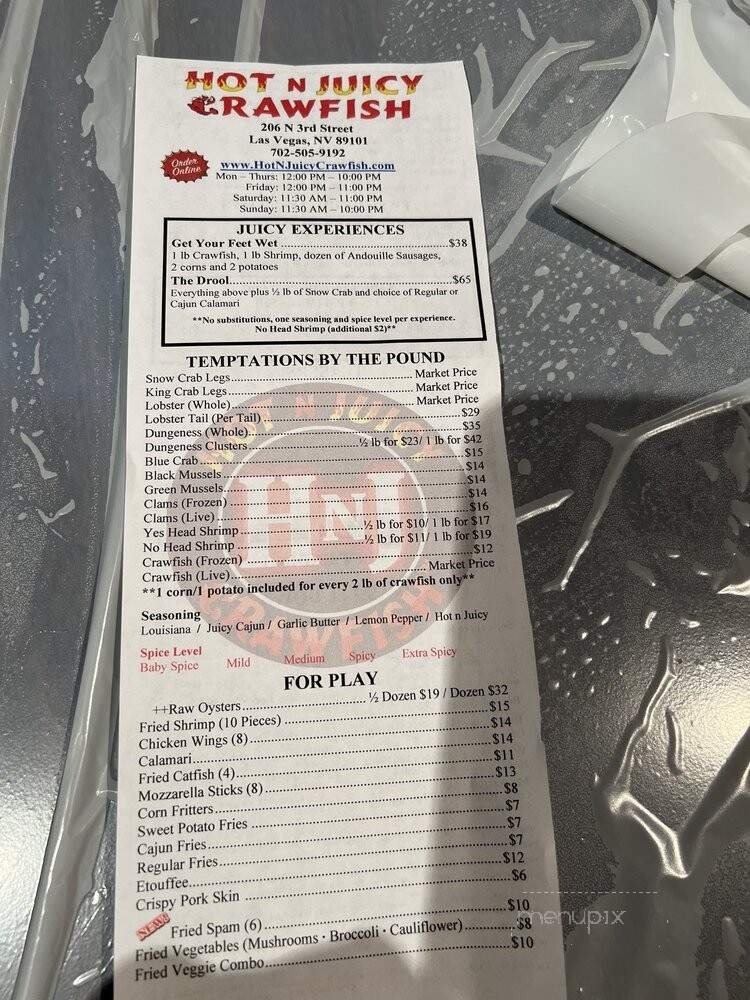 HOT N JUICY
CRAWFISH
206 N 3rd Street
Las Vegas, NV 89101
702-505-9192
Order Online
www.HotNJuicyCrawfish.com
Mon – Thurs: 12:00 PM – 10:00 PM
Friday: 12:00 PM – 11:00 PM
Saturday: 11:30 AM – 11:00 PM
Sunday: 11:30 AM – 10:00 PM
JUICY EXPERIENCES
Get Your Feet Wet ..........$38
1 lb Crawfish, 1 lb Shrimp, dozen of Andouille Sausages,
2 corns and 2 potatoes
The Drool..........$65
Everything above plus ½ lb of Snow Crab and choice of Regular or
Cajun Calamari
**No substitutions, one seasoning and spice level per experience.
No Head Shrimp (additional $2)**
TEMPTATIONS BY THE POUND
Snow Crab Legs.......... Market Price
King Crab Legs.......... Market Price
Lobster (Whole).......... Market Price
Lobster Tail (Per Tail) ..........$29
Dungeness (Whole)..........$35
Dungeness Clusters..........½ lb for $23/ 1 lb for $42
Blue Crab ..........$15
Black Mussels ..........$14
Green Mussels..........$14
Clams (Frozen) ..........$14
Clams (Live) ..........$16
Yes Head Shrimp ..........½ lb for $10/ 1 lb for $17
No Head Shrimp ..........½ lb for $11/ 1 lb for $19
Crawfish (Frozen) ..........$12
Crawfish (Live).......... Market Price
**1 corn/1 potato included for every 2 lb of crawfish only**
Seasoning
Louisiana / Juicy Cajun / Garlic Butter / Lemon Pepper / Hot n Juicy
Spice Level
Baby Spice Mild Medium Spicy Extra Spicy
HOT N JUICY
HNJ
CRAWFISH
FOR PLAY
++Raw Oysters.......... ½ Dozen $19 / Dozen $32
Fried Shrimp (10 Pieces) ..........$15
Chicken Wings (8)..........$14
Calamari..........$14
Fried Catfish (4)..........$11
Mozzarella Sticks (8) ..........$13
Corn Fritters..........$8
Sweet Potato Fries ..........$7
Cajun Fries..........$7
Regular Fries..........$7
Etouffee..........$12
Crispy Pork Skin ..........$6
NEW! Fried Spam (6) ..........$10
Fried Vegetables (Mushrooms · Broccoli · Cauliflower)..........$8
Fried Veggie Combo..........$10
menupix